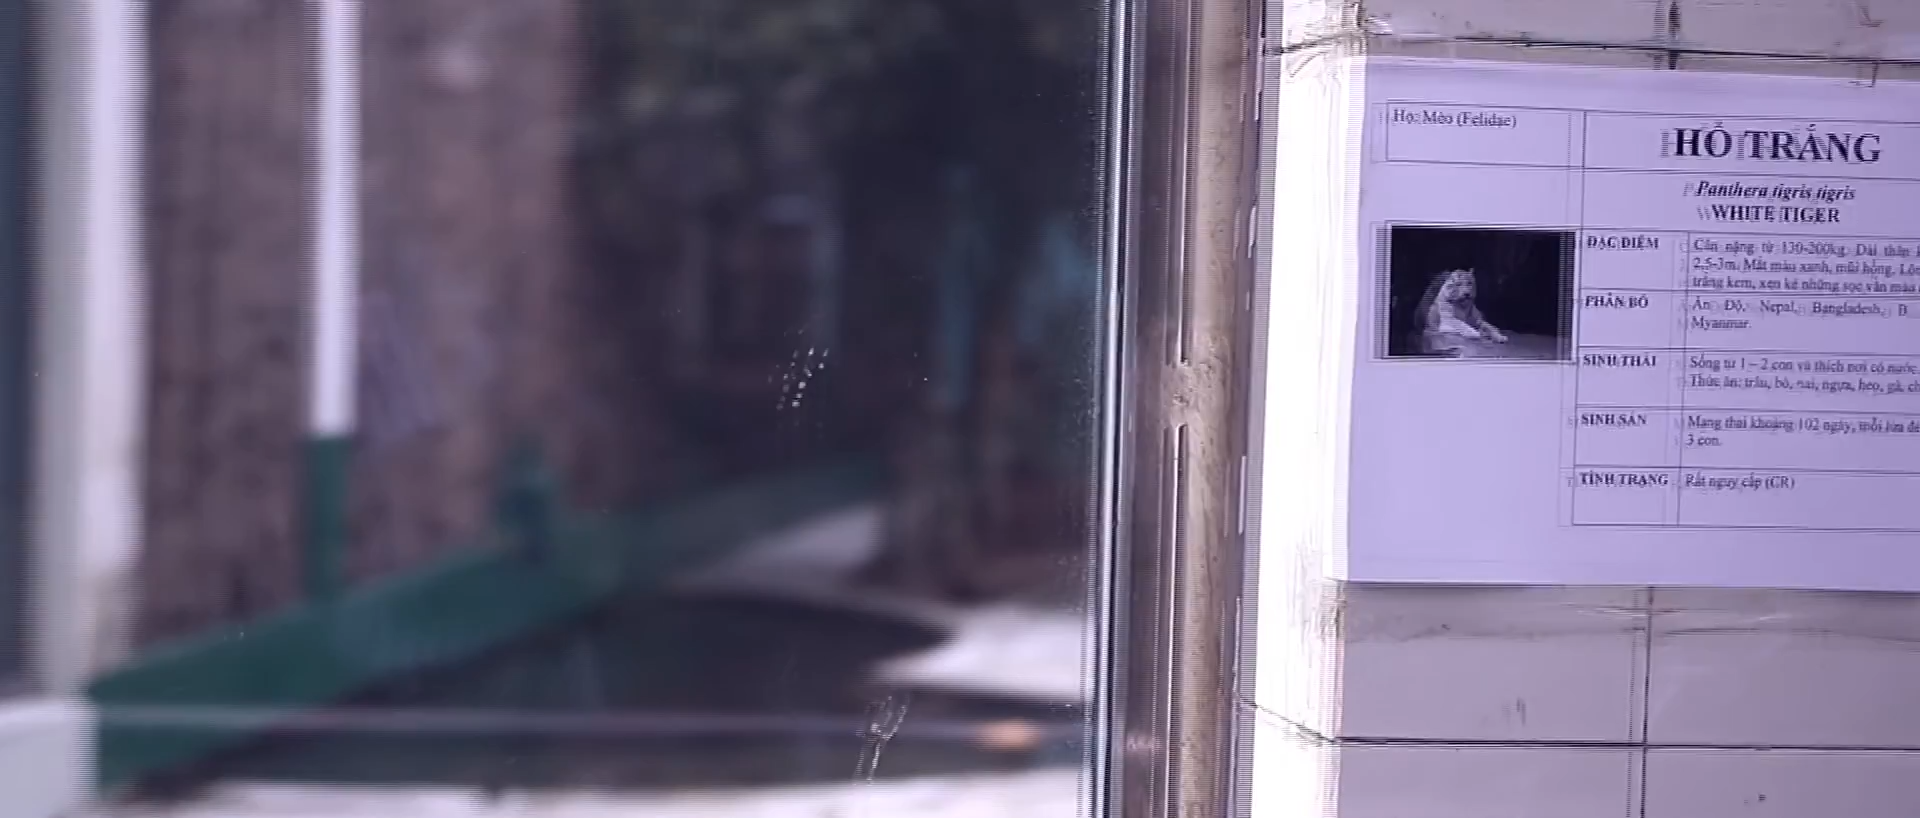 Họ: Mèo (Felidae)
HỔ TRẮNG
Panthera tigris tigris
WHITE TIGER
ĐẶC ĐIỂM
Cân nặng từ 130-200kg. Dài thân
2,5-3m. Mắt màu xanh, mũi hồng.
trắng kem, xen kẽ những sọc vằn màu
PHÂN BỐ
Ấn Độ, Nepal, Bangladesh, B
Myanmar.
SINH THÁI
Sống từ 1 – 2 con và thích nơi có nước.
Thức ăn: trâu, bò, nai, ngựa, heo, gà,
SINH SẢN
Mang thai khoảng 102 ngày, mỗi lứa
3 con.
TÌNH TRẠNG
Rất nguy cấp (CR)